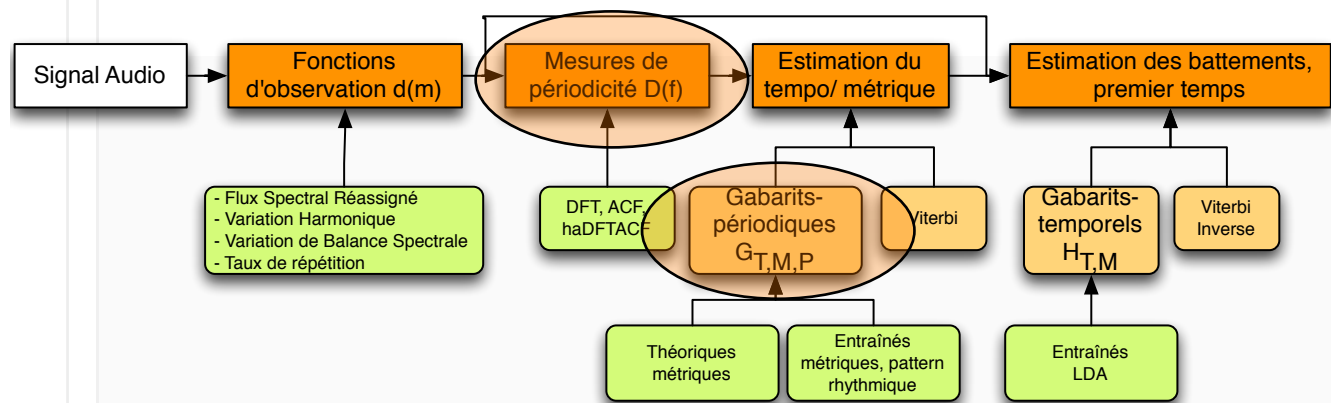 Signal Audio
Fonctions
d'observation d(m)
Mesures de
périodicité D(f)
Estimation du
tempo/ métrique
Estimation des battements,
premier temps
- Flux Spectral Réassigné
- Variation Harmonique
- Variation de Balance Spectrale
- Taux de répétition
DFT, ACF,
haDFTACF
Gabarits-
périodiques
G T,M,P
Viterbi
Gabarits-
temporels
H T,M
Viterbi
Inverse
Théoriques
métriques
Entraînés
métriques, pattern
rhythmique
Entraînés
LDA